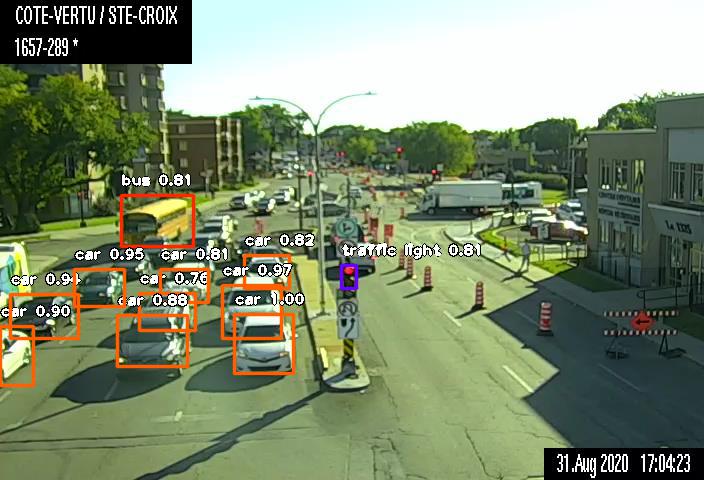 COTE-VERTU / STE-CROIX
1657-289 *
bus 0.81
car 0.82
traffic light 0.81
car 0.95
car 0.81
car 0.94
car 0.76
car 0.97
car 0.90
car 0.88
car 1.00
31.Aug 2020 17:04:23